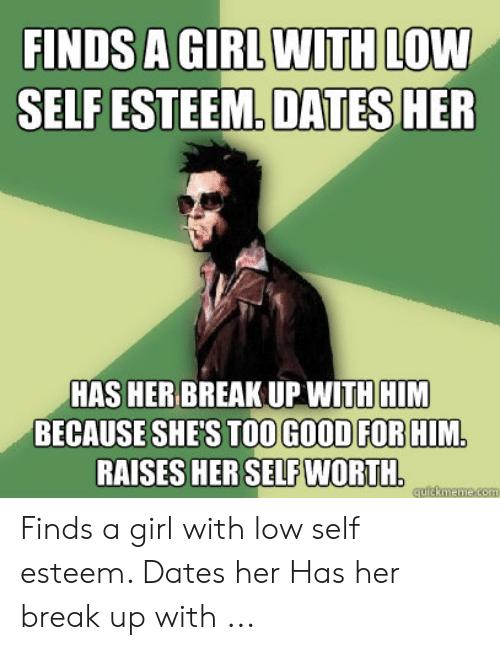 FINDS A GIRL WITH LOW
SELF ESTEEM. DATES HER
HAS HER BREAK UP WITH HIM
BECAUSE SHE'S TOO GOOD FOR HIM.
RAISES HER SELF WORTH.
quickmeme.com
Finds a girl with low self
esteem. Dates her Has her
break up with ...